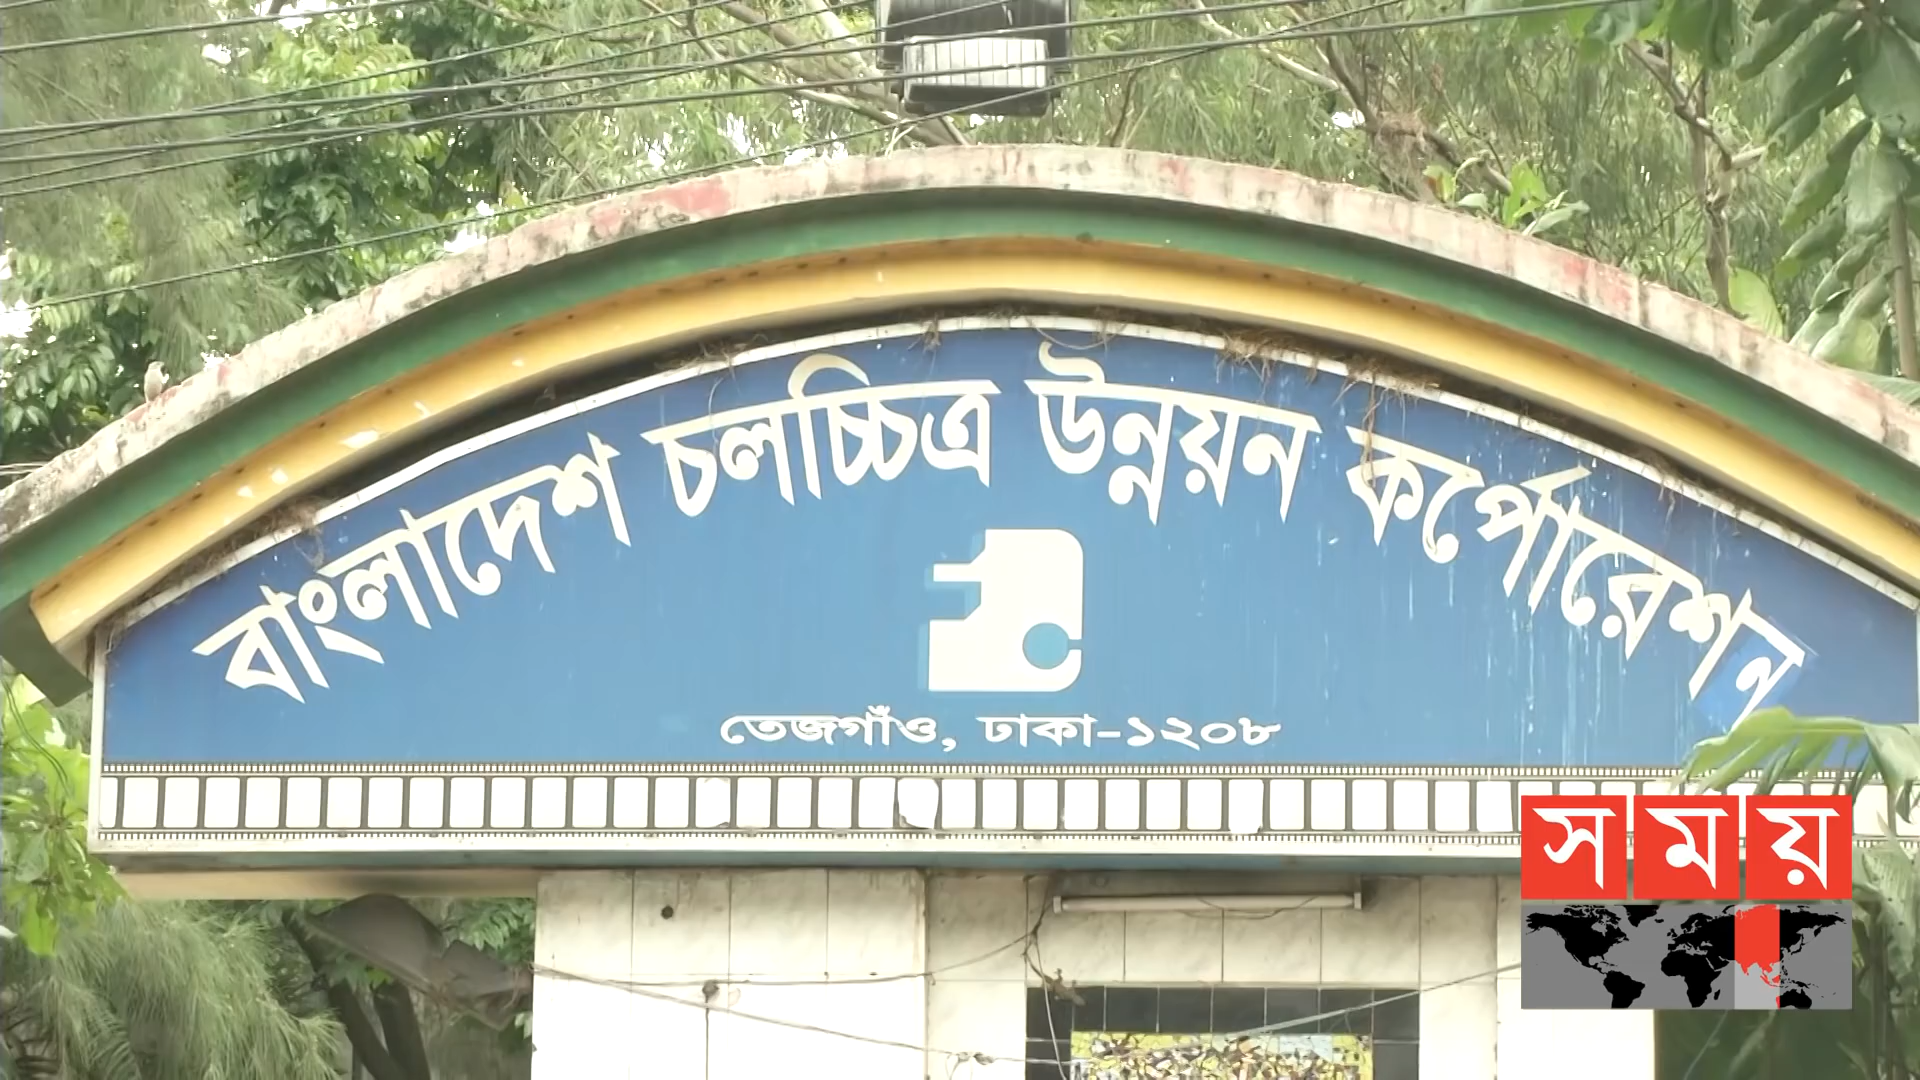 বাংলাদেশ চলচ্চিত্র উন্নয়ন কর্পোরেশন
তেজগাঁও, ঢাকা-১২০৮
সময়